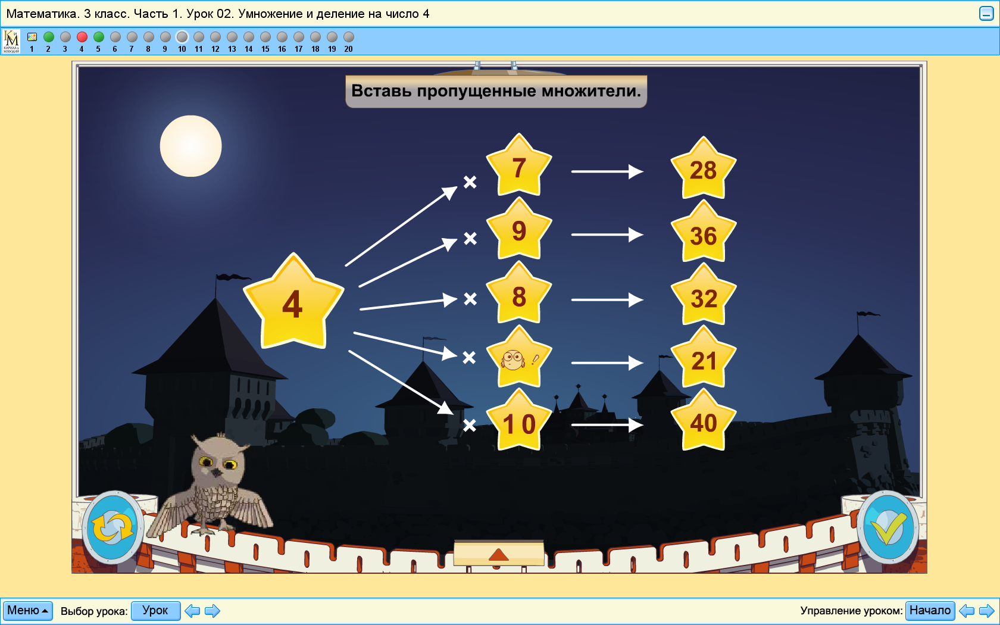 Математика. 3 класс. Часть 1. Урок 02. Умножение и деление на число 4
К и М
КИРИЛЛ и МЕФОДИЙ
1 2 3 4 5 6 7 8 9 10 11 12 13 14 15 16 17 18 19 20
Вставь пропущенные множители.
× 7 28
× 9 36
4 × 8 32
× ! 21
× 10 40
Меню Выбор урока: Урок Управление уроком: Начало